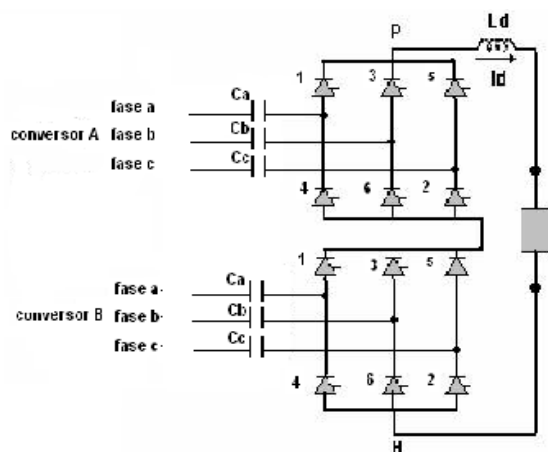 P
Ld
Id
1
3
5
fase a
Ca
conversor A
fase b
Cb
fase c
Cc
4
6
2
1
3
5
fase a
Ca
conversor B
fase b
Cb
fase c
Cc
4
6
2
H